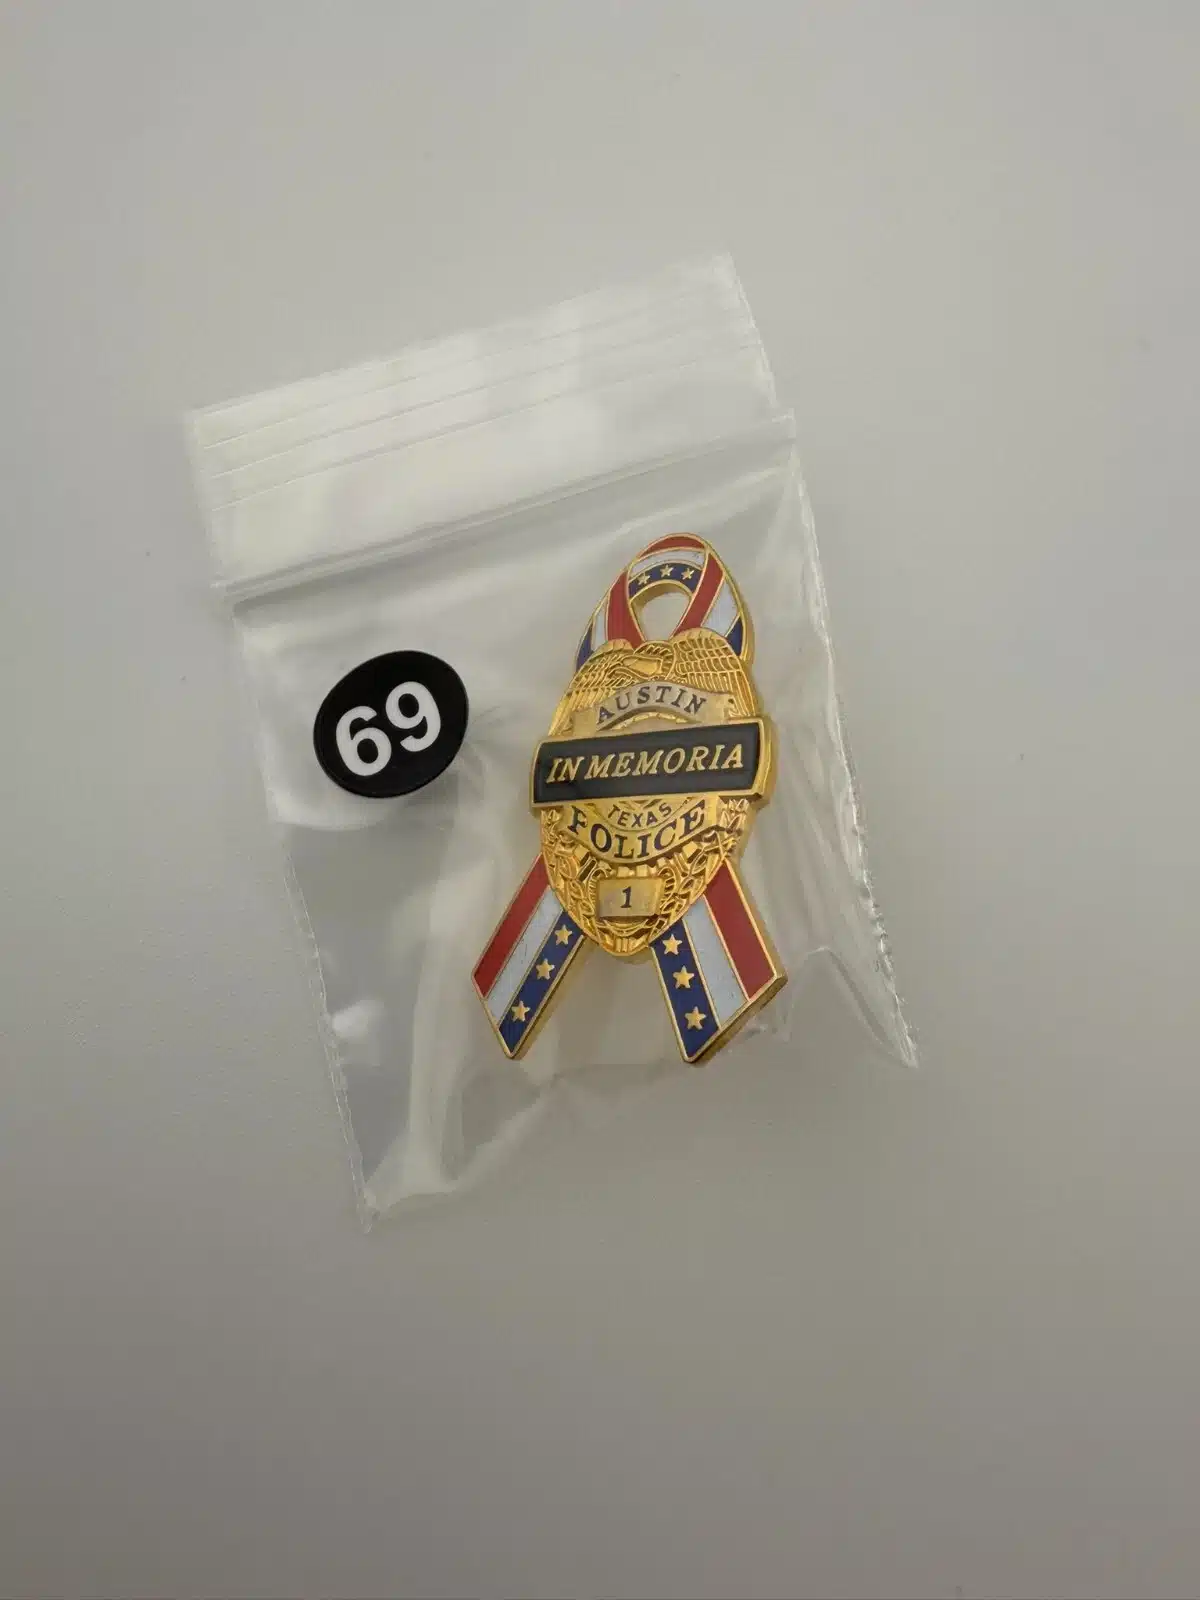 69
AUSTIN
IN MEMORIA
TEXAS
POLICE
1